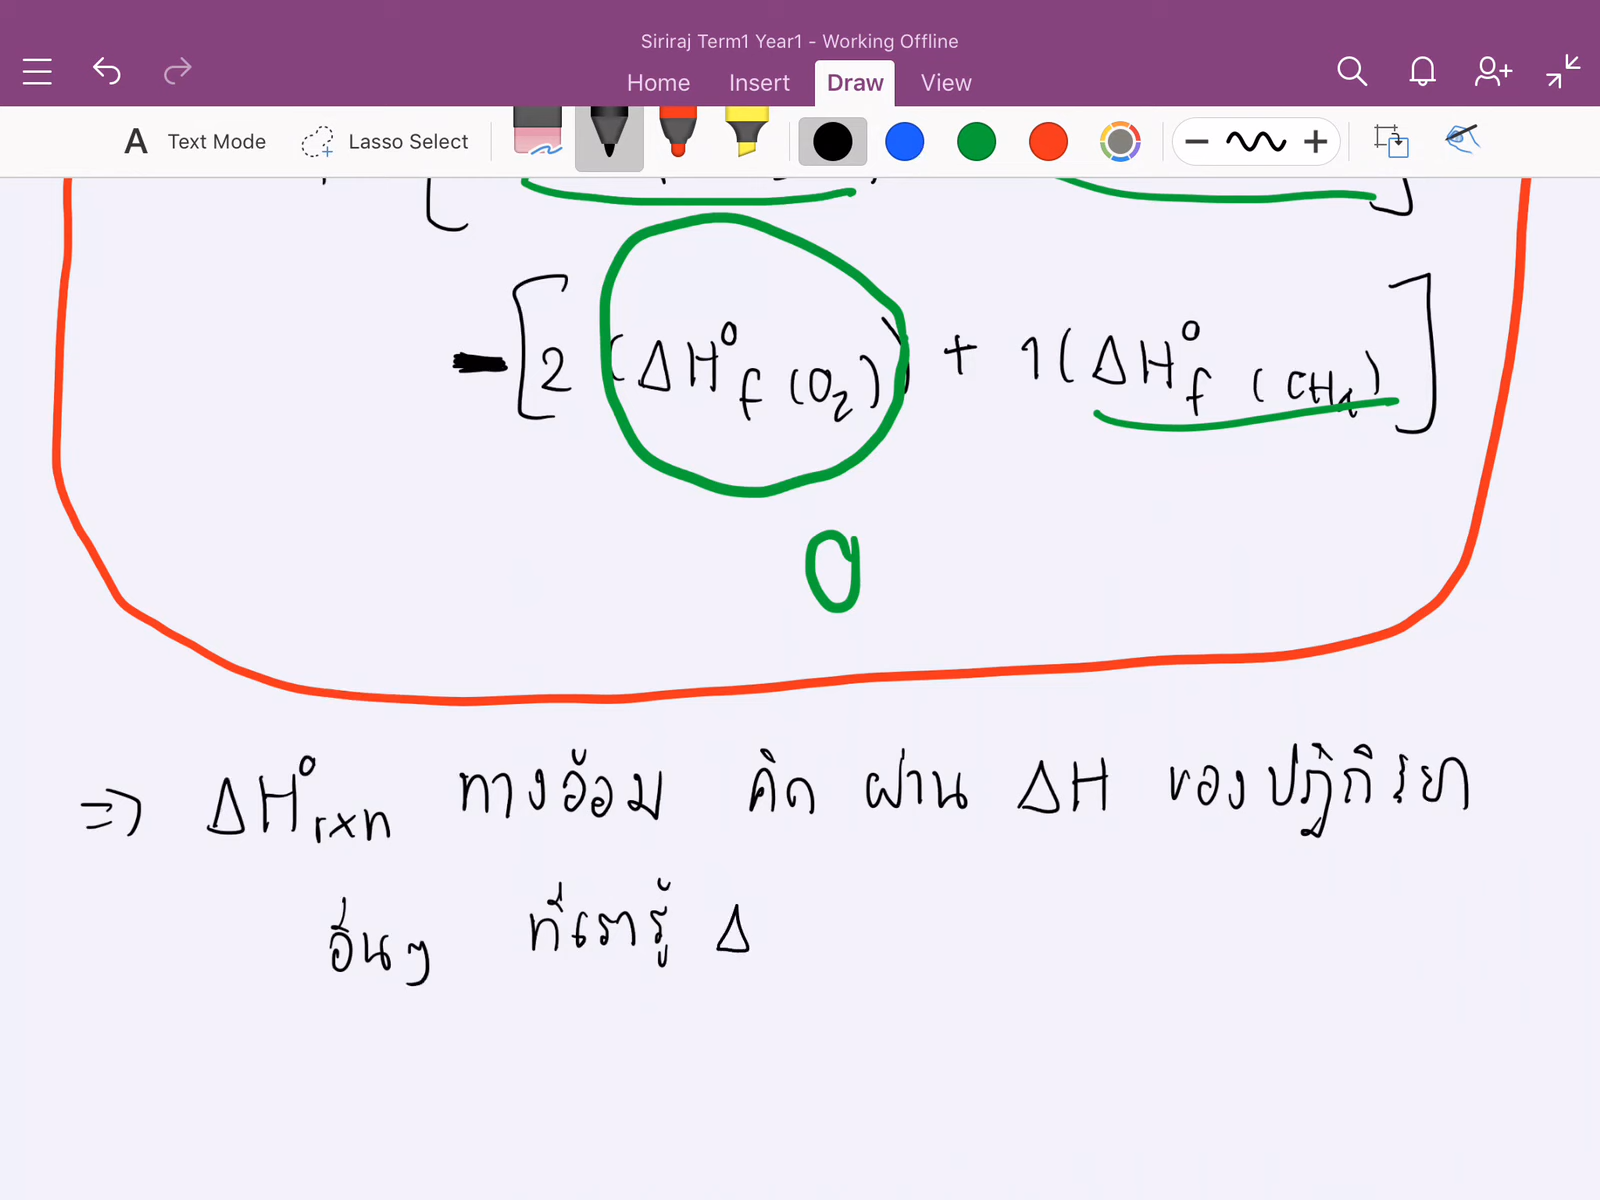 Siriraj Term1 Year1 - Working Offline
Home Insert Draw View
A Text Mode Lasso Select
-[2 (ΔH°f (O₂)) + 1(ΔH°f (CH₄)]
0
⇒ ΔH°rxn ทางอ้อม คิด ผ่าน ΔH ของปฏิกิริยา
อื่นๆ ที่เรารู้ Δ